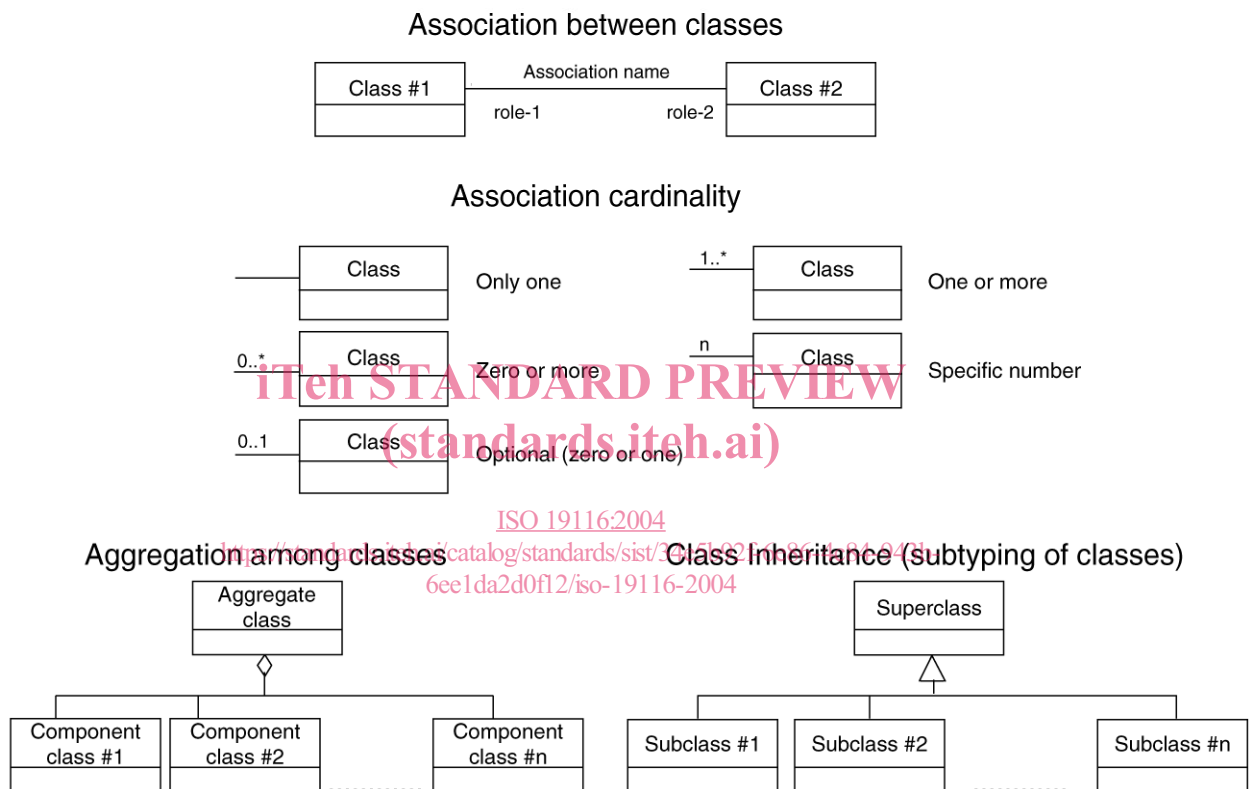 Association between classes
Class #1
Association name
Class #2
role-1
role-2
Association cardinality
Class
Only one
1..*
Class
One or more
0..*
Class
Zero or more
n
Class
Specific number
iTeh STANDARD PREVIEW
0..1
Class
Optional (zero or one)
(standards.iteh.ai)
ISO 19116:2004
Aggregation among classes
Class Inheritance (subtyping of classes)
6ee1da2d0f12/iso-19116-2004
Aggregate
class
Superclass
Component
class #1
Component
class #2
Component
class #n
Subclass #1
Subclass #2
Subclass #n